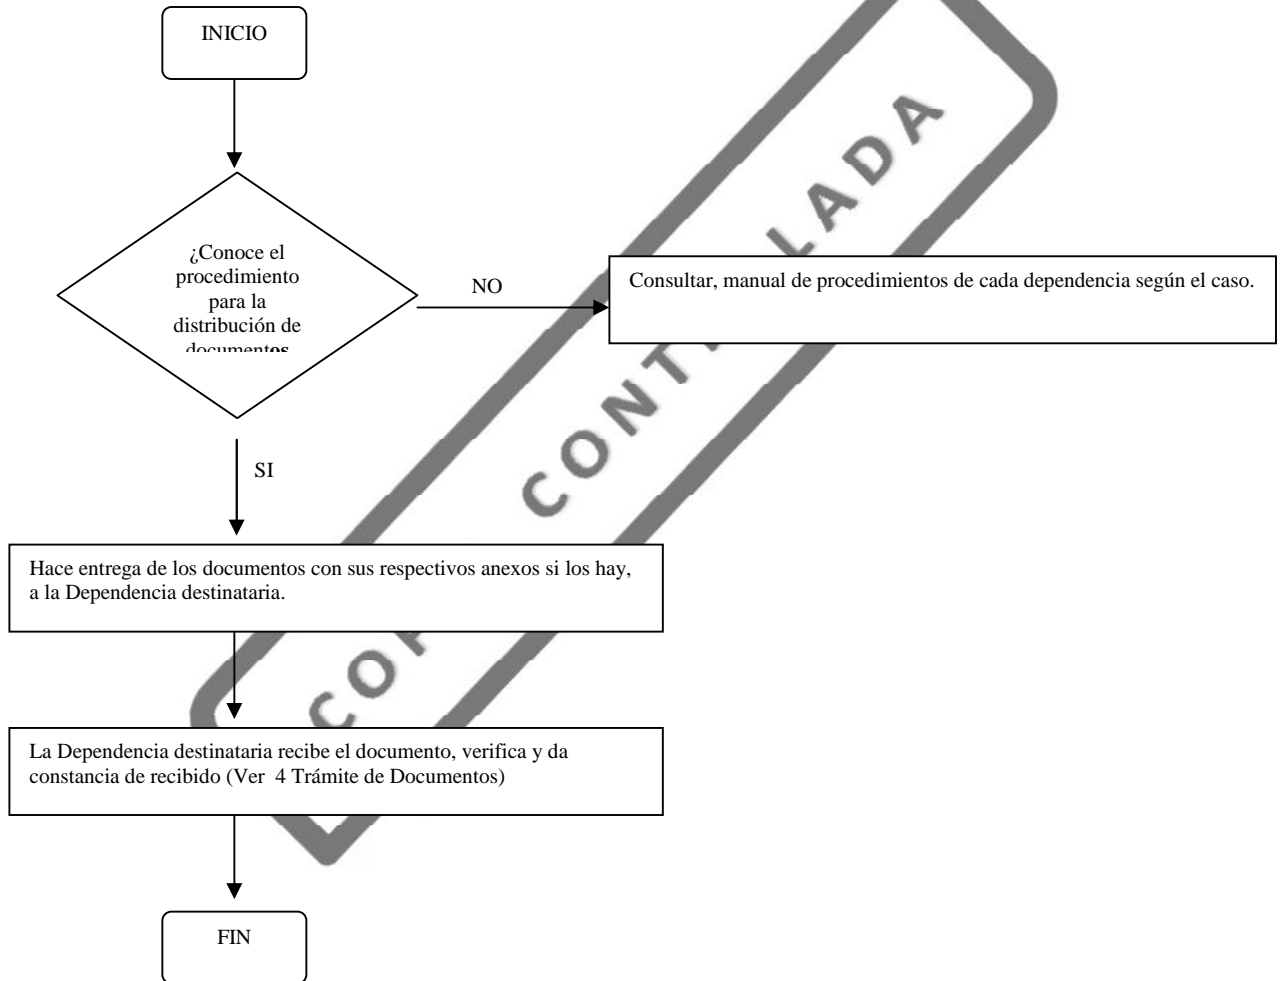 INICIO
¿Conoce el
procedimiento
para la
distribución de
documentos
NO
Consultar, manual de procedimientos de cada dependencia según el caso.
SI
Hace entrega de los documentos con sus respectivos anexos si los hay,
a la Dependencia destinataria.
La Dependencia destinataria recibe el documento, verifica y da
constancia de recibido (Ver 4 Trámite de Documentos)
FIN